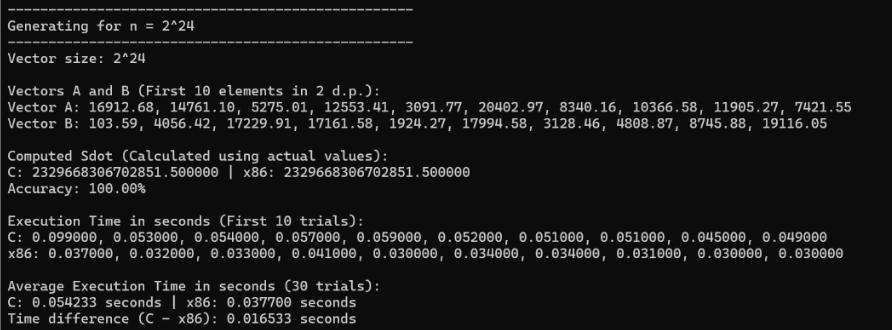 --------------------------------------------------
Generating for n = 2^24
--------------------------------------------------
Vector size: 2^24
Vectors A and B (First 10 elements in 2 d.p.):
Vector A: 16912.68, 14761.10, 5275.01, 12553.41, 3091.77, 20402.97, 8340.16, 10366.58, 11905.27, 7421.55
Vector B: 103.59, 4056.42, 17229.91, 17161.58, 1924.27, 17994.58, 3128.46, 4808.87, 8745.88, 19116.05
Computed Sdot (Calculated using actual values):
C: 2329668306702851.500000 | x86: 2329668306702851.500000
Accuracy: 100.00%
Execution Time in seconds (First 10 trials):
C: 0.099000, 0.053000, 0.054000, 0.057000, 0.059000, 0.052000, 0.051000, 0.051000, 0.045000, 0.049000
x86: 0.037000, 0.032000, 0.033000, 0.041000, 0.030000, 0.034000, 0.034000, 0.031000, 0.030000, 0.030000
Average Execution Time in seconds (30 trials):
C: 0.054233 seconds | x86: 0.037700 seconds
Time difference (C - x86): 0.016533 seconds